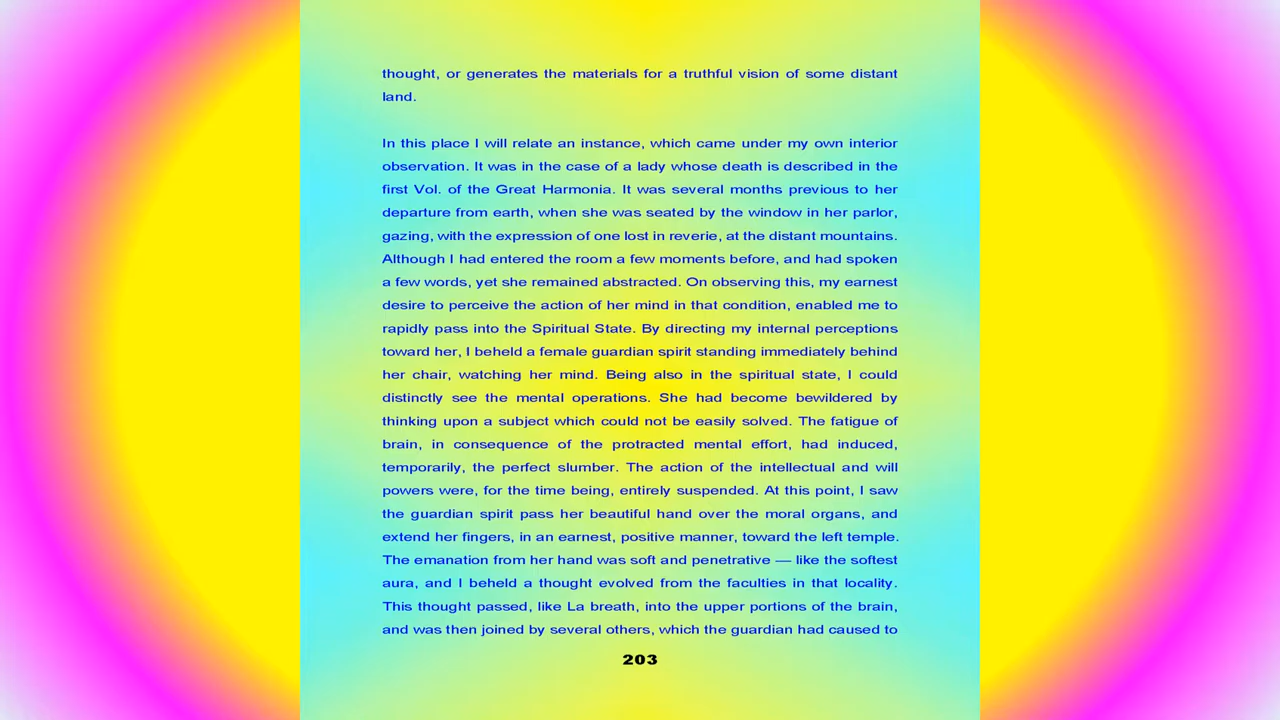 thought, or generates the materials for a truthful vision of some distant
land.
In this place I will relate an instance, which came under my own interior
observation. It was in the case of a lady whose death is described in the
first Vol. of the Great Harmonia. It was several months previous to her
departure from earth, when she was seated by the window in her parlor,
gazing, with the expression of one lost in reverie, at the distant mountains.
Although I had entered the room a few moments before, and had spoken
a few words, yet she remained abstracted. On observing this, my earnest
desire to perceive the action of her mind in that condition, enabled me to
rapidly pass into the Spiritual State. By directing my internal perceptions
toward her, I beheld a female guardian spirit standing immediately behind
her chair, watching her mind. Being also in the spiritual state, I could
distinctly see the mental operations. She had become bewildered by
thinking upon a subject which could not be easily solved. The fatigue of
brain, in consequence of the protracted mental effort, had induced,
temporarily, the perfect slumber. The action of the intellectual and will
powers were, for the time being, entirely suspended. At this point, I saw
the guardian spirit pass her beautiful hand over the moral organs, and
extend her fingers, in an earnest, positive manner, toward the left temple.
The emanation from her hand was soft and penetrative — like the softest
aura, and I beheld a thought evolved from the faculties in that locality.
This thought passed, like La breath, into the upper portions of the brain,
and was then joined by several others, which the guardian had caused to
203